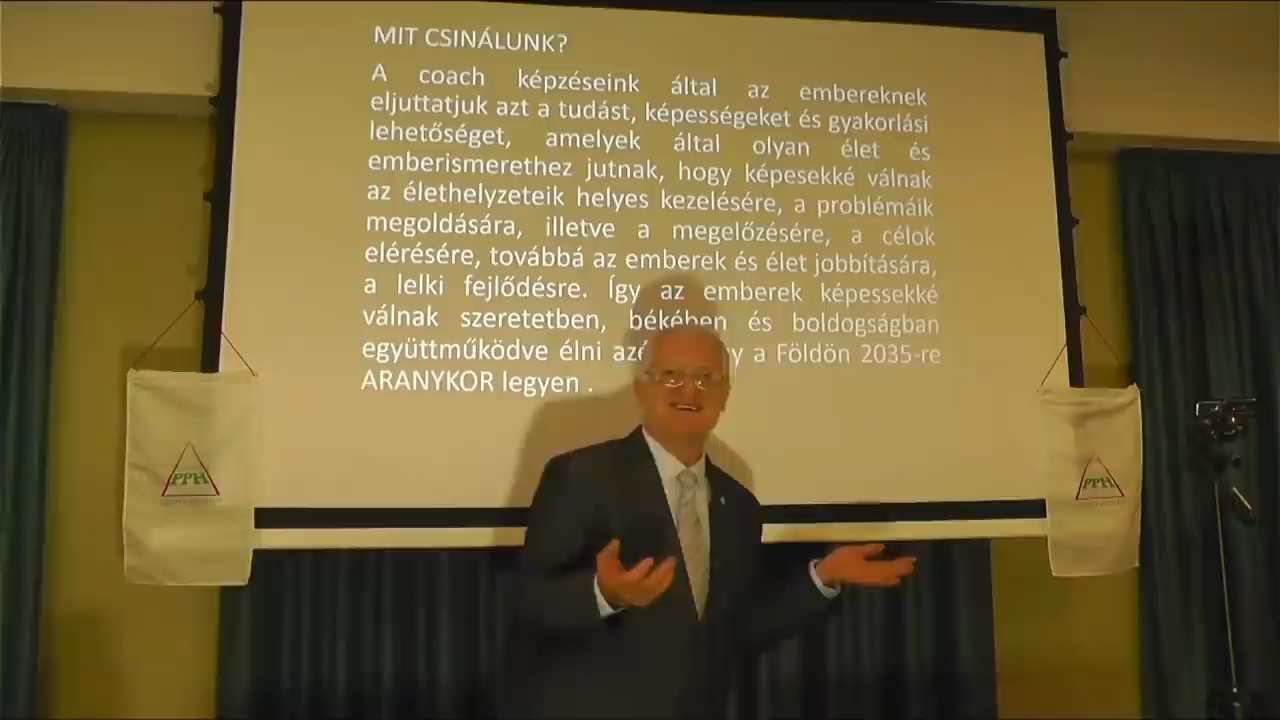 MIT CSINÁLUNK?
A coach képzéseink által az embereknek
eljuttatjuk azt a tudást, képességeket és gyakorlási
lehetőséget, amelyek által olyan élet és
emberismerethez jutnak, hogy képesekké válnak
az élethelyzeteik helyes kezelésére, a problémáik
megoldására, illetve a megelőzésére, a célok
elérésére, továbbá az emberek és élet jobbítására,
a lelki fejlődésre. Így az emberek képessekké
válnak szeretetben, békében és boldogságban
együttműködve élni a Földön 2035-re
ARANYKOR legyen .
PPH
PPH